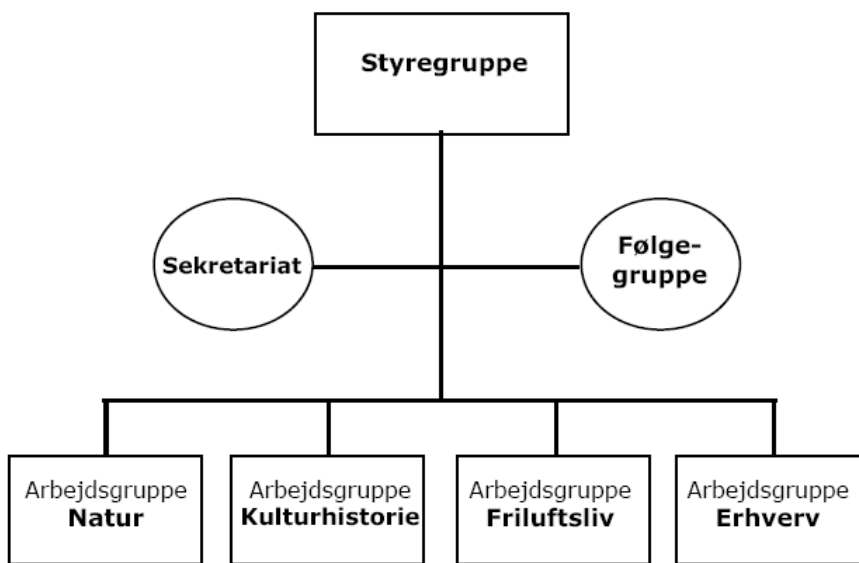 Styregruppe
Sekretariat
Følge-
gruppe
Arbejdsgruppe
Natur
Arbejdsgruppe
Kulturhistorie
Arbejdsgruppe
Friluftsliv
Arbejdsgruppe
Erhverv